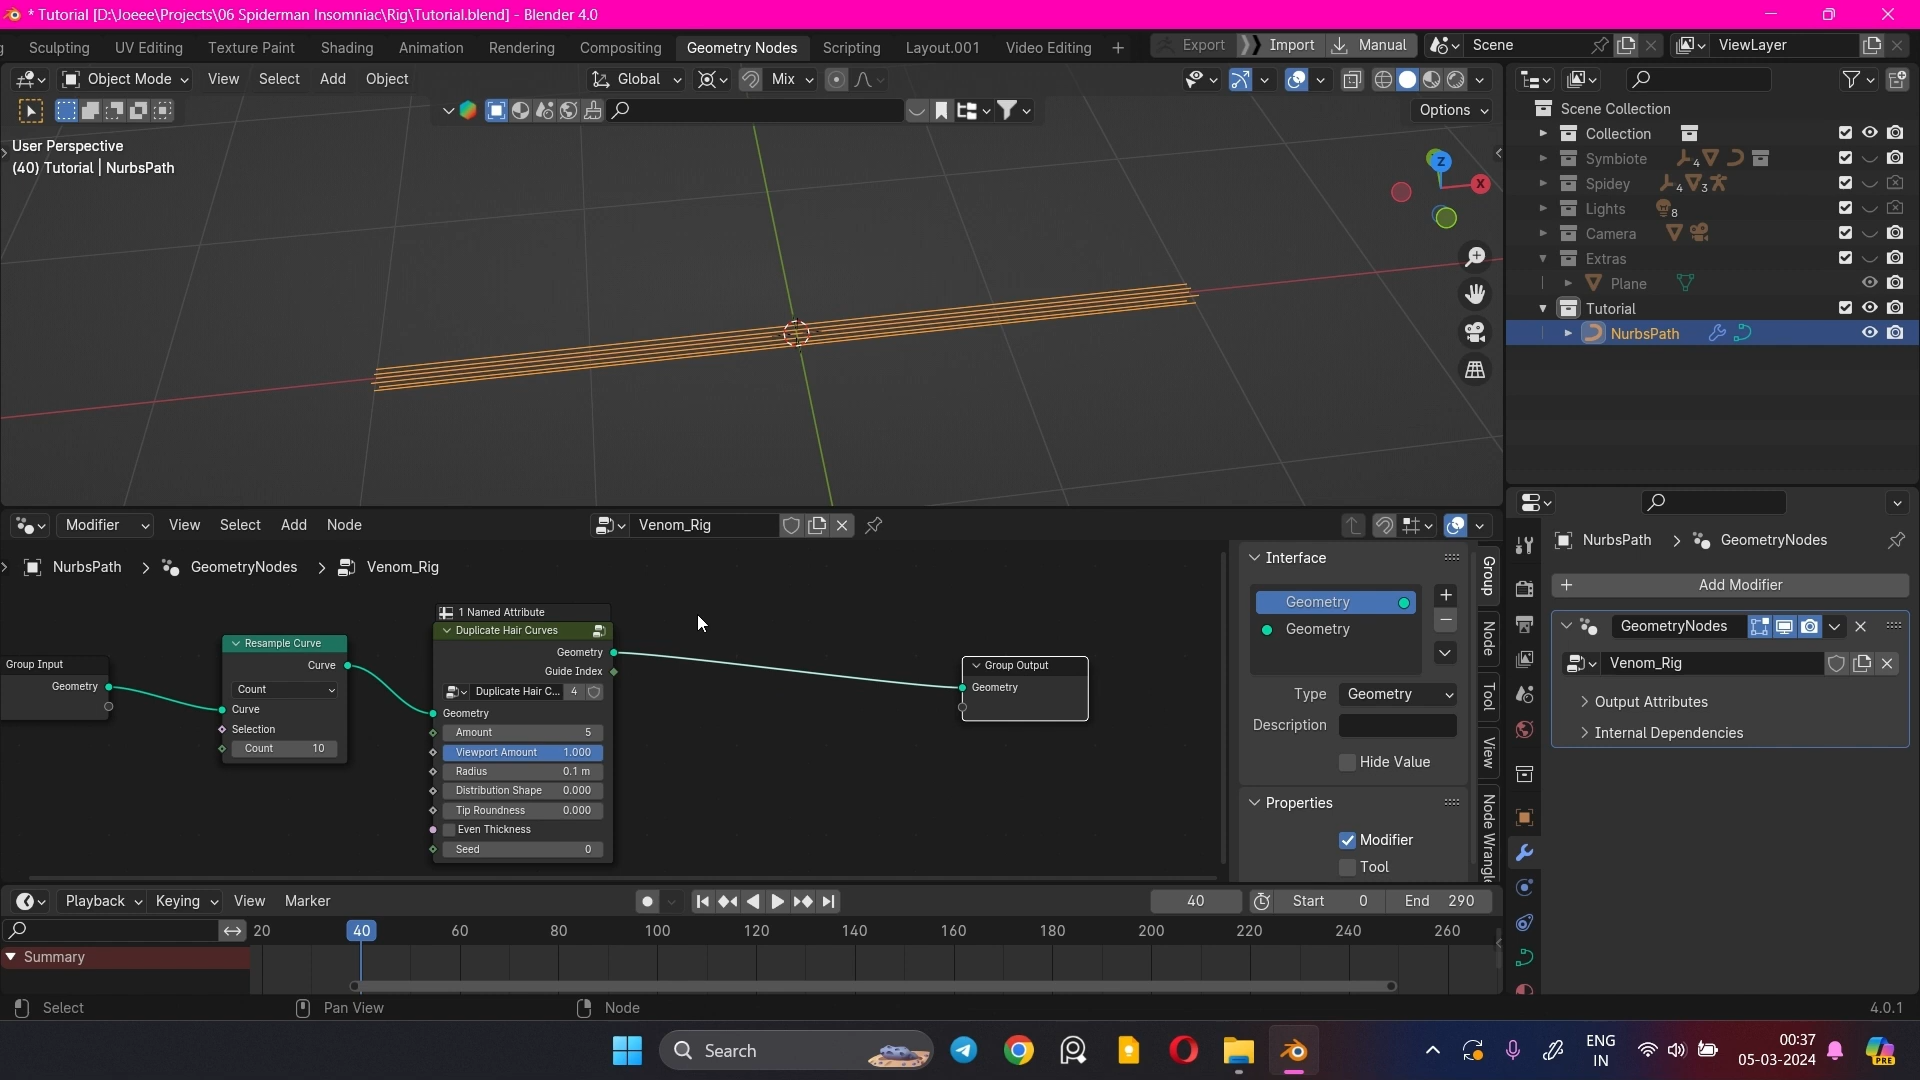 * Tutorial [D:\Joeee\Projects\06 Spiderman Insomniac\Rig\Tutorial.blend] - Blender 4.0
Sculpting UV Editing Texture Paint Shading Animation Rendering Compositing Geometry Nodes Scripting Layout.001 Video Editing + Export Import Manual Scene ViewLayer
Object Mode View Select Add Object Global Mix
Options
User Perspective
(40) Tutorial | NurbsPath
Z
X
Scene Collection
Collection
Symbiote 4
Spidey 4 3
Lights 8
Camera
Extras
Plane
Tutorial
NurbsPath
Modifier View Select Add Node Venom_Rig
NurbsPath > GeometryNodes > Venom_Rig
Group Input
Geometry
Resample Curve
Curve
Count
Curve
Selection
Count 10
1 Named Attribute
Duplicate Hair Curves
Geometry
Guide Index
Duplicate Hair C... 4
Geometry
Amount 5
Viewport Amount 1.000
Radius 0.1 m
Distribution Shape 0.000
Tip Roundness 0.000
Even Thickness
Seed 0
Group Output
Geometry
Interface
Geometry
Geometry
Type Geometry
Description
Hide Value
Properties
Modifier
Tool
Group
Node
Tool
View
Node Wrangle
NurbsPath > GeometryNodes
+ Add Modifier
GeometryNodes
Venom_Rig
Output Attributes
Internal Dependencies
Playback Keying View Marker 40 Start 0 End 290
20 40 60 80 100 120 140 160 180 200 220 240 260
Summary
Select Pan View Node 4.0.1
Search
ENG
IN
00:37
05-03-2024
PRE